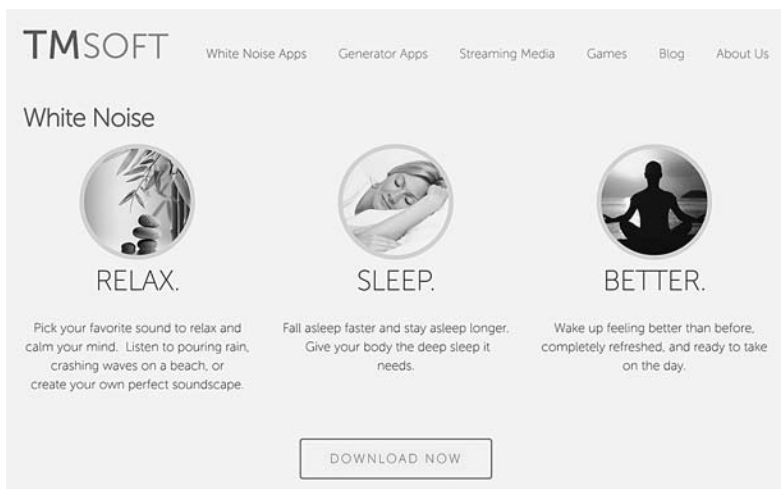 TMSOFT
White Noise Apps
Generator Apps
Streaming Media
Games
Blog
About Us
White Noise
RELAX.
Pick your favorite sound to relax and
calm your mind. Listen to pouring rain,
crashing waves on a beach, or
create your own perfect soundscape.
SLEEP.
Fall asleep faster and stay asleep longer.
Give your body the deep sleep it
needs.
BETTER.
Wake up feeling better than before,
completely refreshed, and ready to take
on the day.
DOWNLOAD NOW